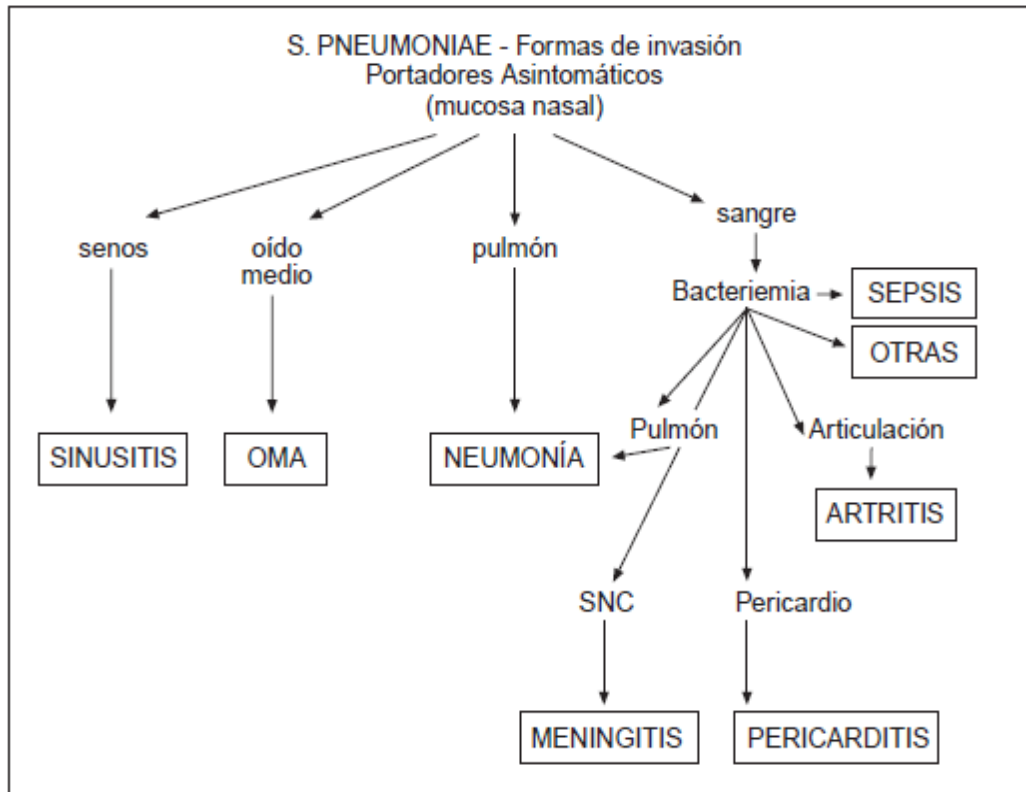 S. PNEUMONIAE - Formas de invasión
Portadores Asintomáticos
(mucosa nasal)
senos
oído
medio
pulmón
sangre
Bacteriemia
SEPSIS
OTRAS
Pulmón
Articulación
SINUSITIS
OMA
NEUMONÍA
ARTRITIS
SNC
Pericardio
MENINGITIS
PERICARDITIS